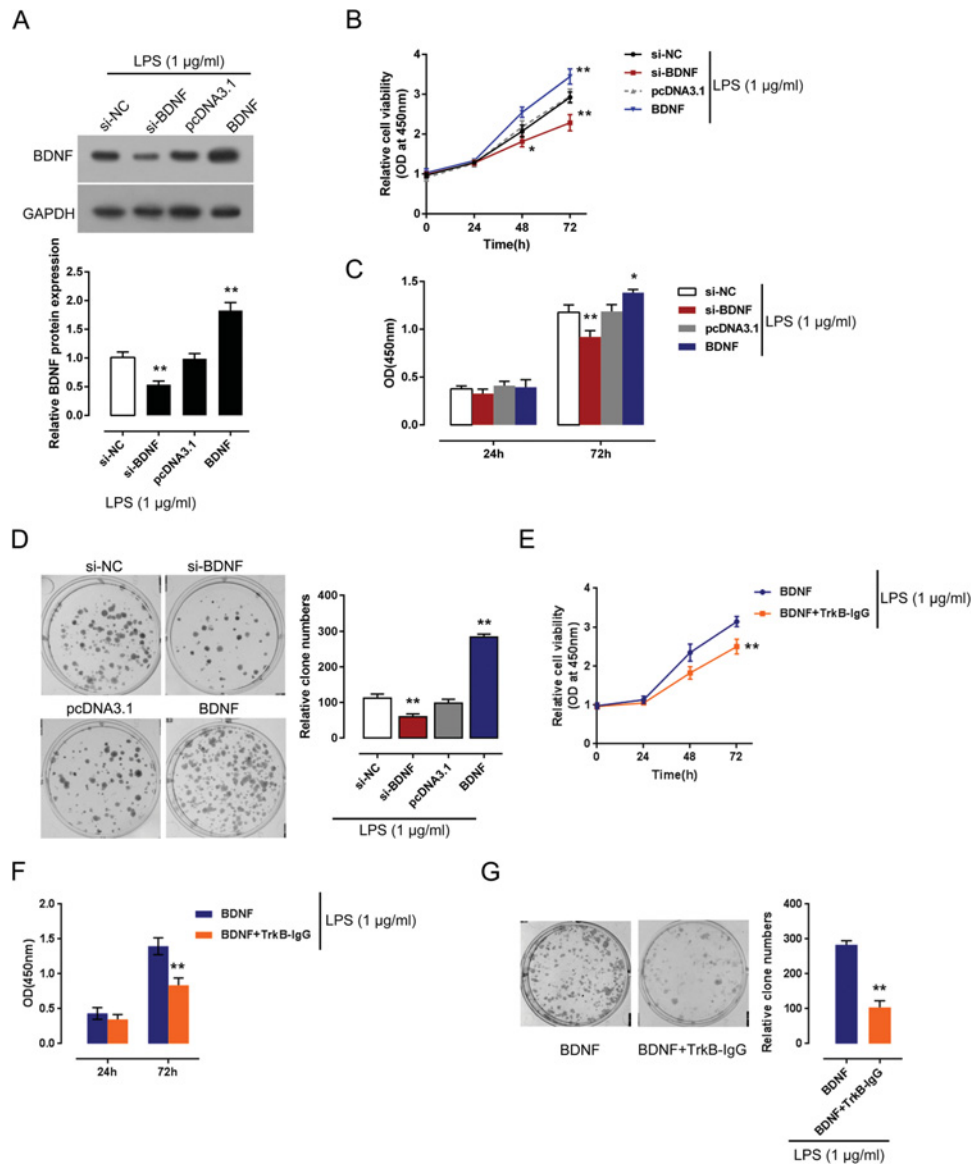 A
LPS (1 µg/ml)
si-NC
si-BDNF
pcDNA3.1
BDNF
BDNF
GAPDH
Relative BDNF protein expression
2.5
2.0
1.5
1.0
0.5
0.0
**
**
si-NC
si-BDNF
pcDNA3.1
BDNF
LPS (1 µg/ml)
B
Relative cell viability
(OD at 450nm)
4
3
2
1
0
24
48
72
Time(h)
**
**
*
si-NC
si-BDNF
pcDNA3.1
BDNF
LPS (1 µg/ml)
C
OD(450nm)
1.5
1.0
0.5
0.0
**
*
24h
72h
si-NC
si-BDNF
pcDNA3.1
BDNF
LPS (1 µg/ml)
D
si-NC
si-BDNF
pcDNA3.1
BDNF
Relative clone numbers
400
300
200
100
0
**
**
si-NC
si-BDNF
pcDNA3.1
BDNF
LPS (1 µg/ml)
E
Relative cell viability
(OD at 450nm)
4
3
2
1
0
0
24
48
72
Time(h)
**
BDNF
BDNF+TrkB-IgG
LPS (1 µg/ml)
F
OD(450nm)
2.0
1.5
1.0
0.5
0.0
**
24h
72h
BDNF
BDNF+TrkB-IgG
LPS (1 µg/ml)
G
BDNF
BDNF+TrkB-IgG
Relative clone numbers
400
300
200
100
0
**
BDNF
BDNF+TrkB-IgG
LPS (1 µg/ml)